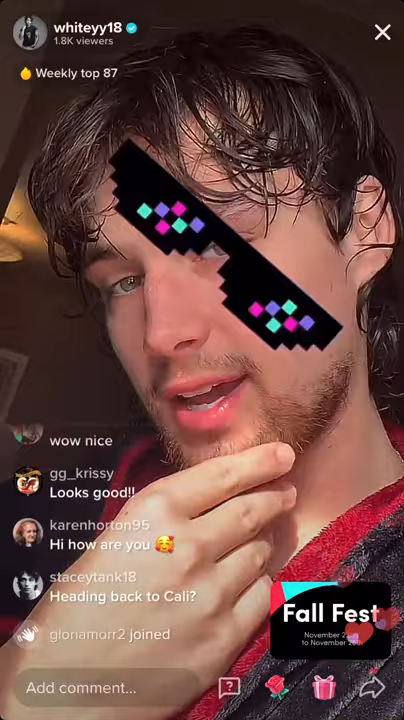 whiteyy18
1.8K viewers
Weekly top 87
wow nice
gg_krissy
Looks good!!
karenhorton95
Hi how are you 🥰
staceytank18
Heading back to Cali?
gloriamorr2 joined
Fall Fest
November
to November
Add comment...